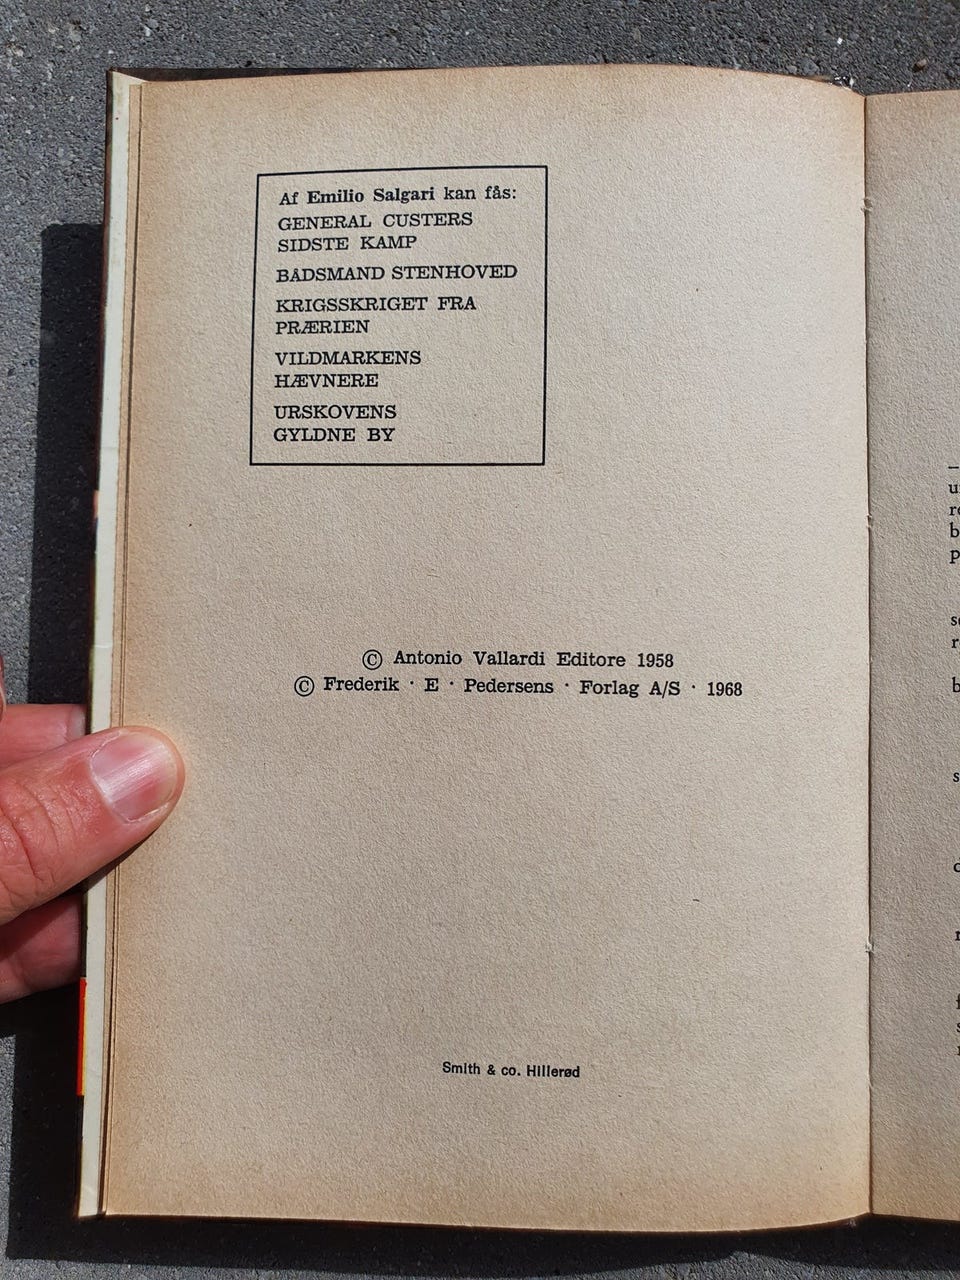 Af Emilio Salgari kan fås:
GENERAL CUSTERS
SIDSTE KAMP
BADSMAND STENHOVED
KRIGSSKRIGET FRA
PRÆRIEN
VILDMARKENS
HÆVNERE
URSKOVENS
GYLDNE BY
© Antonio Vallardi Editore 1958
© Frederik · E · Pedersens · Forlag A/S · 1968
Smith & co. Hillerød